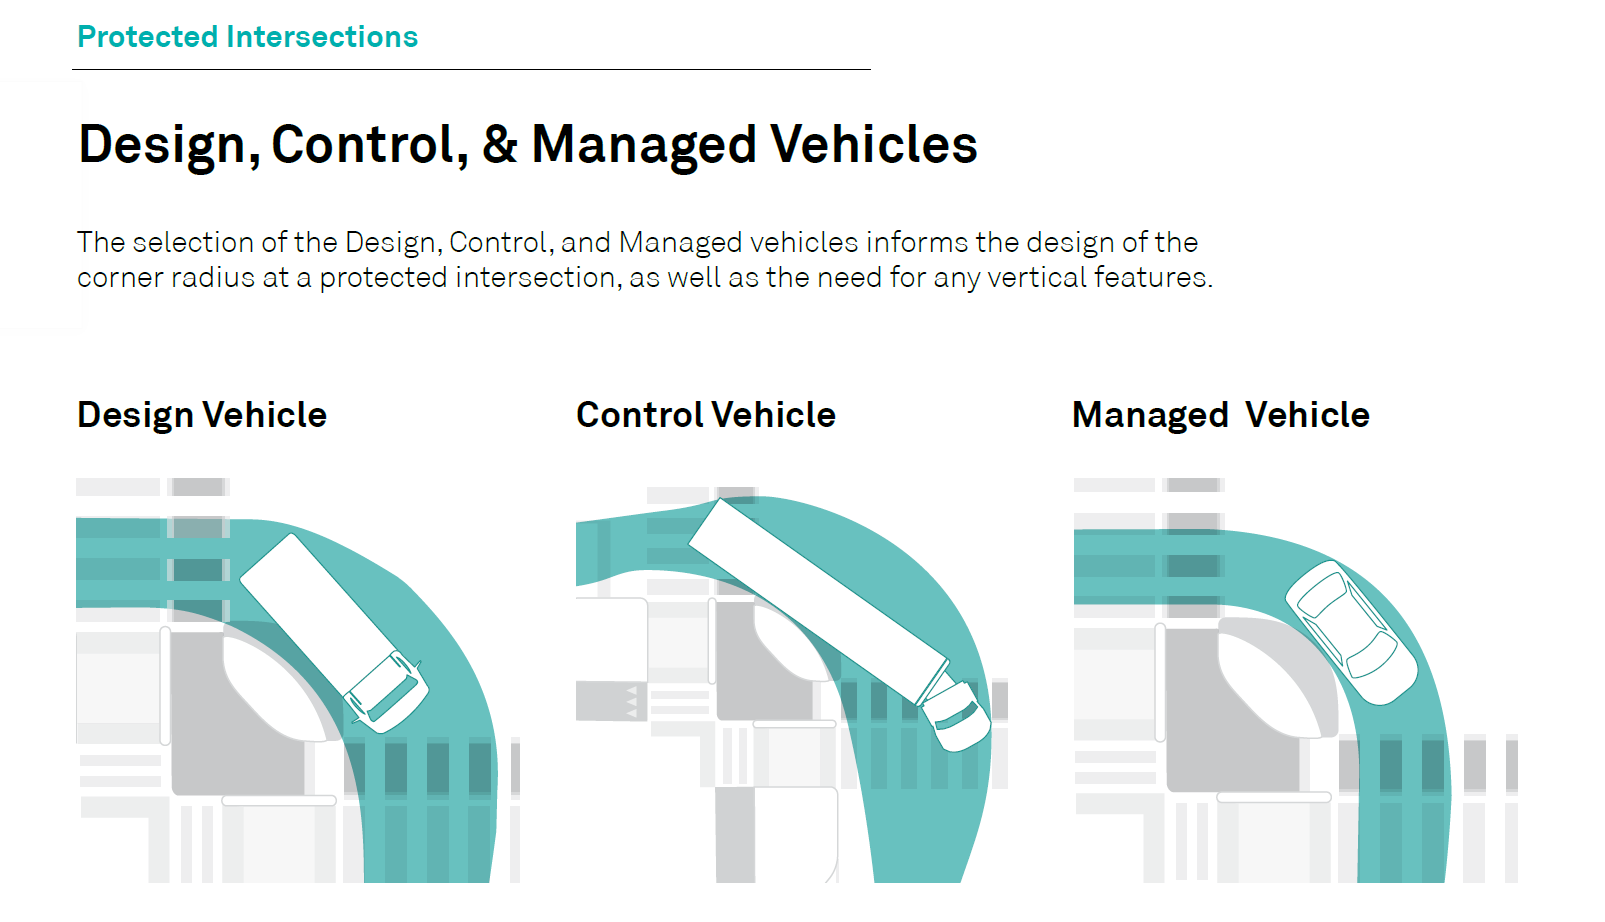 Protected Intersections
Design, Control, & Managed Vehicles
The selection of the Design, Control, and Managed vehicles informs the design of the
corner radius at a protected intersection, as well as the need for any vertical features.
Design Vehicle
Control Vehicle
Managed Vehicle